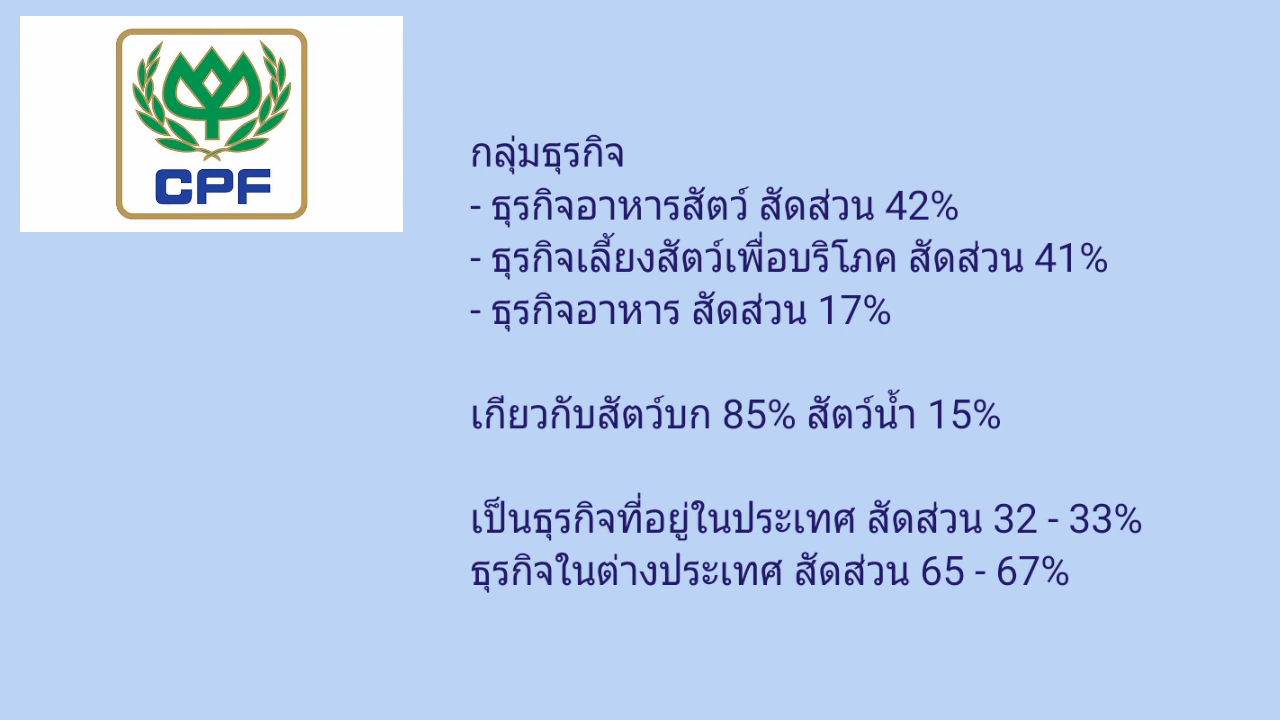 CPF
กลุ่มธุรกิจ
- ธุรกิจอาหารสัตว์ สัดส่วน 42%
- ธุรกิจเลี้ยงสัตว์เพื่อบริโภค สัดส่วน 41%
- ธุรกิจอาหาร สัดส่วน 17%
เกียวกับสัตว์บก 85% สัตว์น้ำ 15%
เป็นธุรกิจที่อยู่ในประเทศ สัดส่วน 32 - 33%
ธุรกิจในต่างประเทศ สัดส่วน 65 - 67%